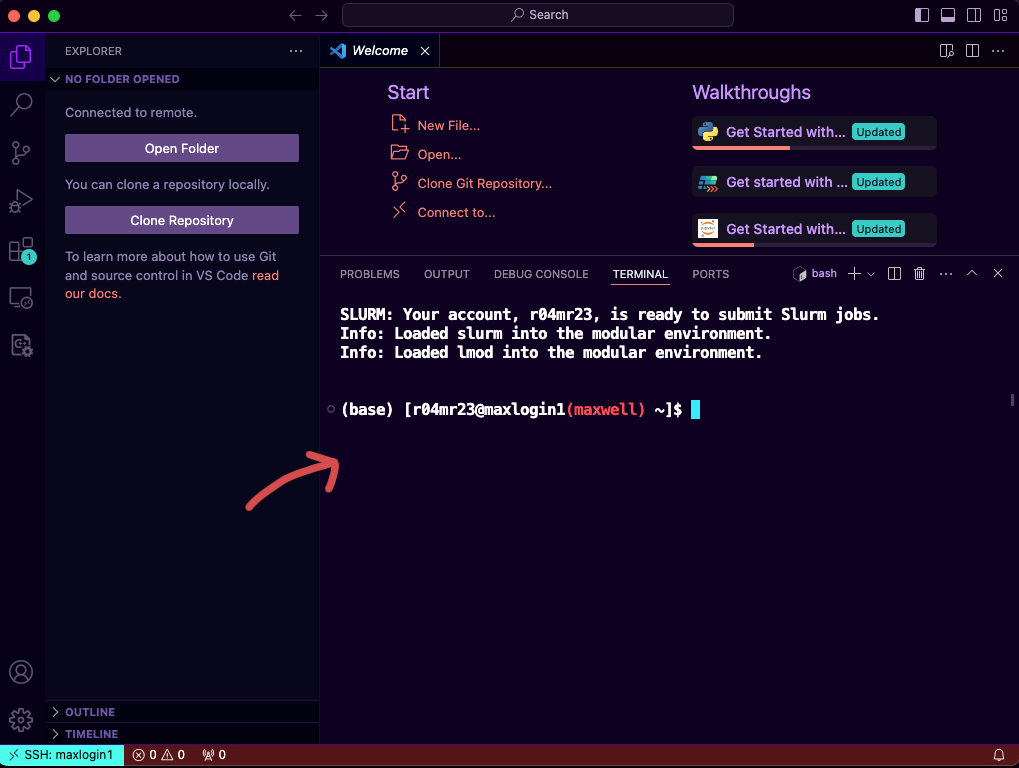 Search
EXPLORER
NO FOLDER OPENED
Connected to remote.
Open Folder
You can clone a repository locally.
Clone Repository
To learn more about how to use Git
and source control in VS Code read
our docs.
1
OUTLINE
TIMELINE
Welcome
Start
New File...
Open...
Clone Git Repository...
Connect to...
Walkthroughs
Get Started with... Updated
Get started with ... Updated
Get Started with... Updated
PROBLEMS OUTPUT DEBUG CONSOLE TERMINAL PORTS bash
SLURM: Your account, r04mr23, is ready to submit Slurm jobs.
Info: Loaded slurm into the modular environment.
Info: Loaded lmod into the modular environment.
(base) [r04mr23@maxlogin1(maxwell) ~]$
SSH: maxlogin1 0 0 0